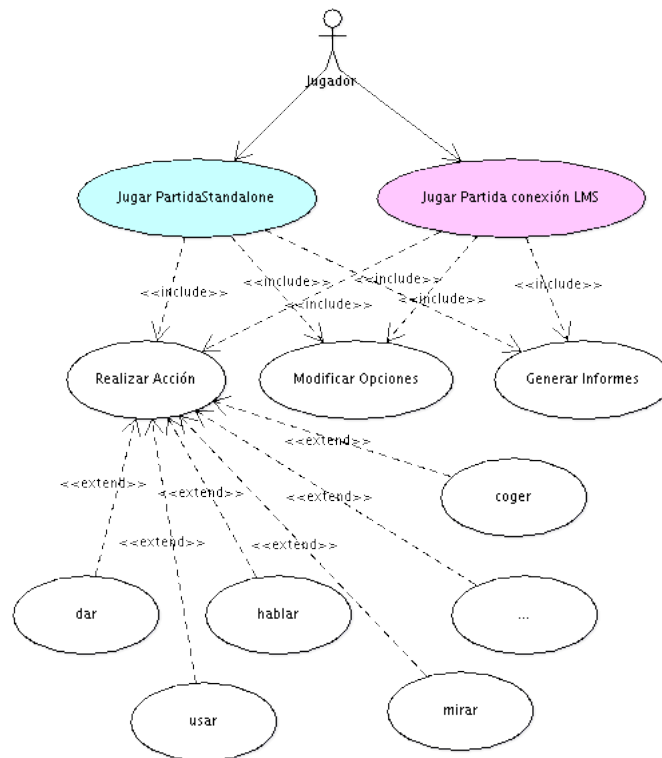 Jugador
Jugar PartidaStandalone
Jugar Partida conexión LMS
<<include>>
<<include>>
<<include>>
<<include>>
<<include>>
<<include>>
Realizar Acción
Modificar Opciones
Generar Informes
<<extend>>
coger
<<extend>>
<<extend>>
<<extend>>
<<extend>>
<<extend>>
dar
hablar
...
usar
mirar